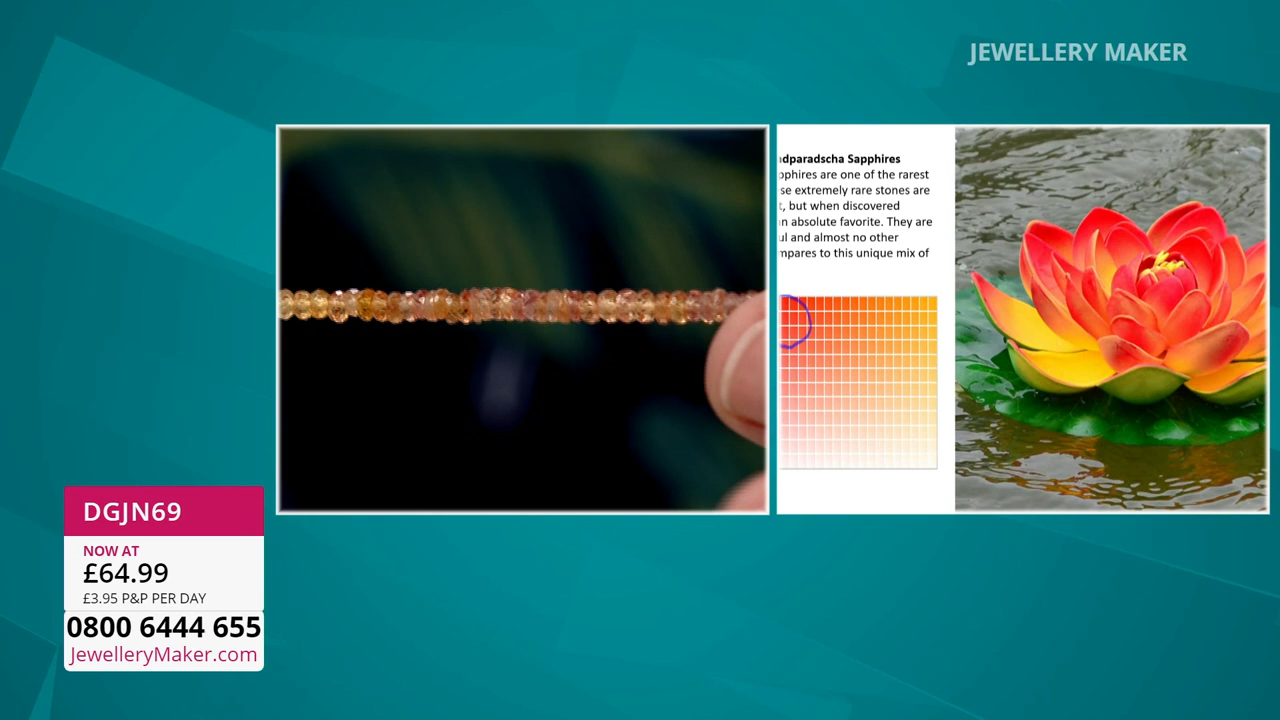 JEWELLERY MAKER
adparadscha Sapphires
pphires are one of the rarest
se extremely rare stones are
t, but when discovered
n absolute favorite. They are
ul and almost no other
mpares to this unique mix of
DGJN69
NOW AT
£64.99
£3.95 P&P PER DAY
0800 6444 655
JewelleryMaker.com